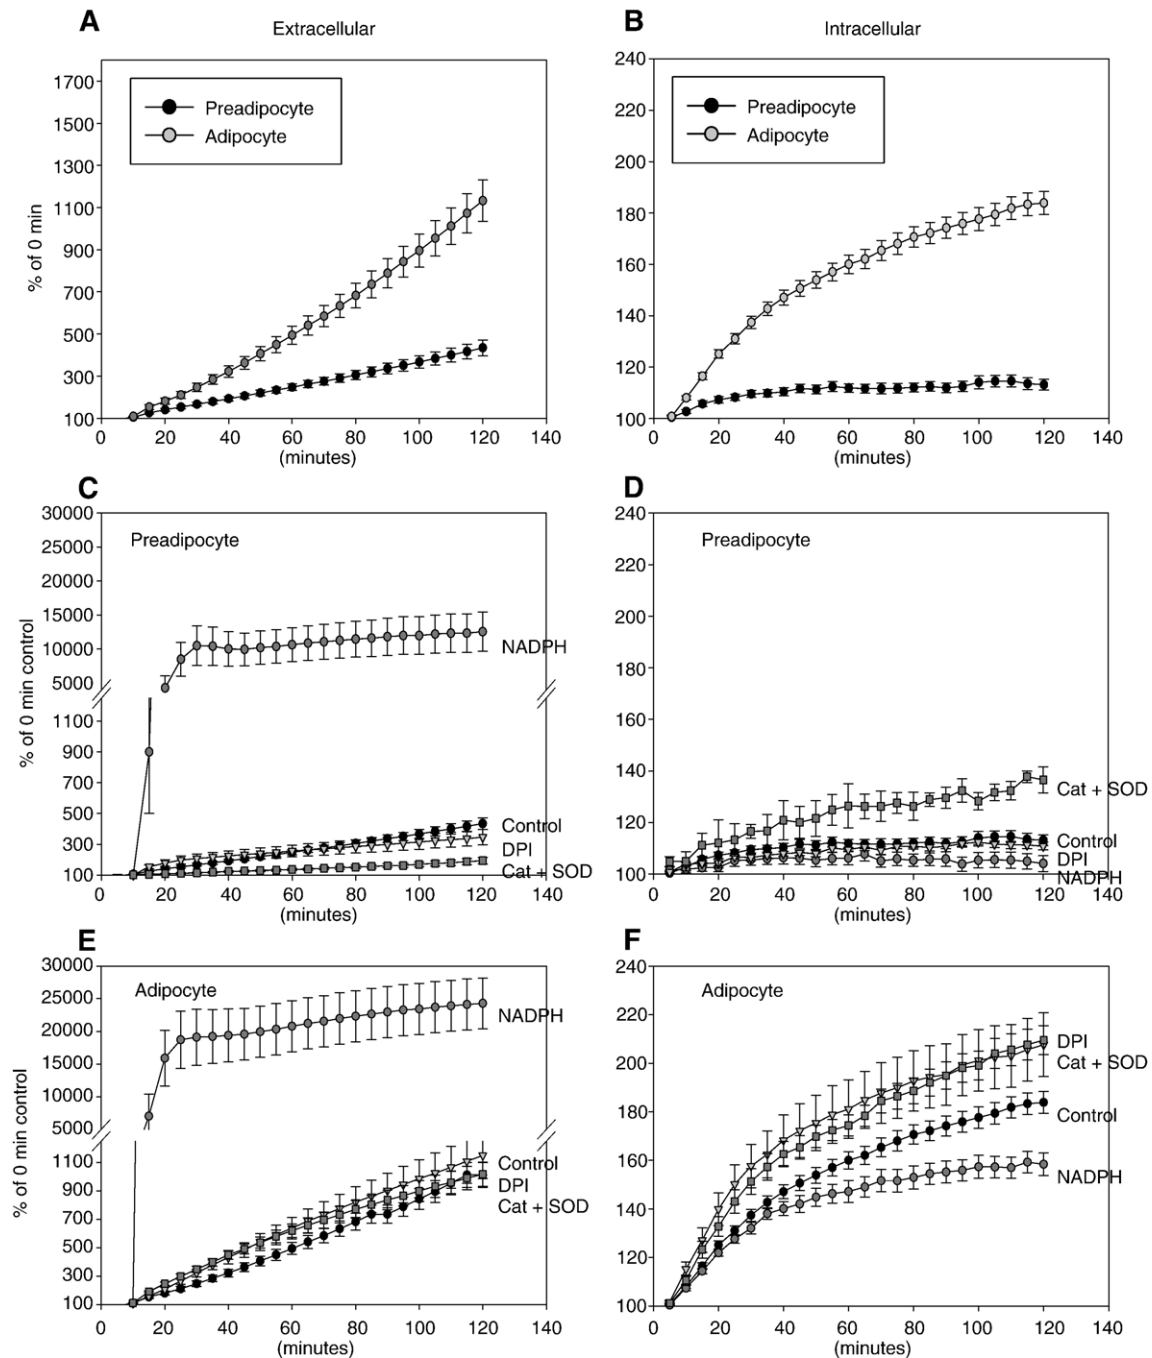 A
Extracellular
1700
1500
1300
1100
900
700
500
300
100
% of 0 min
Preadipocyte
Adipocyte
0 20 40 60 80 100 120 140
(minutes)
B
Intracellular
240
220
200
180
160
140
120
100
Preadipocyte
Adipocyte
0 20 40 60 80 100 120 140
(minutes)
C
30000
25000
20000
15000
10000
5000
1100
900
700
500
300
100
% of 0 min control
Preadipocyte
NADPH
Control
DPI
Cat + SOD
0 20 40 60 80 100 120 140
(minutes)
D
240
220
200
180
160
140
120
100
Preadipocyte
Cat + SOD
Control
DPI
NADPH
0 20 40 60 80 100 120 140
(minutes)
E
30000
25000
20000
15000
10000
5000
1100
900
700
500
300
100
% of 0 min control
Adipocyte
NADPH
Control
DPI
Cat + SOD
0 20 40 60 80 100 120 140
(minutes)
F
240
220
200
180
160
140
120
100
Adipocyte
DPI
Cat + SOD
Control
NADPH
0 20 40 60 80 100 120 140
(minutes)